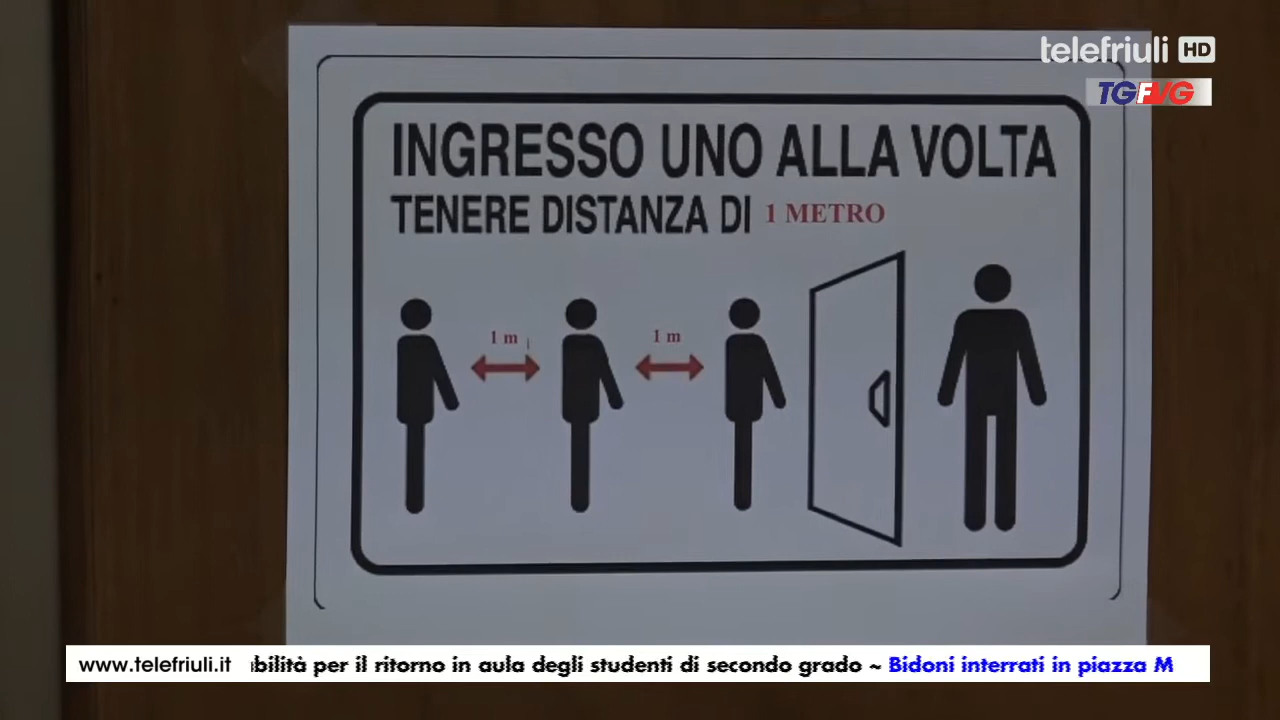 telefriuli HD
TGFVG
INGRESSO UNO ALLA VOLTA
TENERE DISTANZA DI 1 METRO
1 m
1 m
www.telefriuli.it bilità per il ritorno in aula degli studenti di secondo grado ~ Bidoni interrati in piazza M